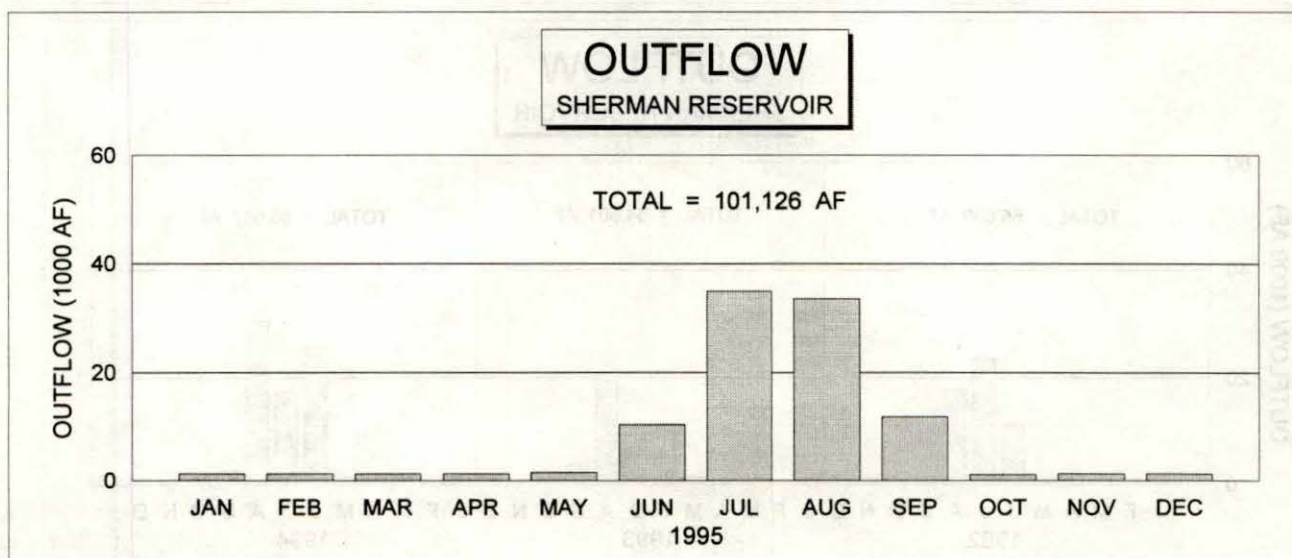 OUTFLOW
SHERMAN RESERVOIR
60
TOTAL = 101,126 AF
40
20
0
OUTFLOW (1000 AF)
JAN FEB MAR APR MAY JUN JUL AUG SEP OCT NOV DEC
1995